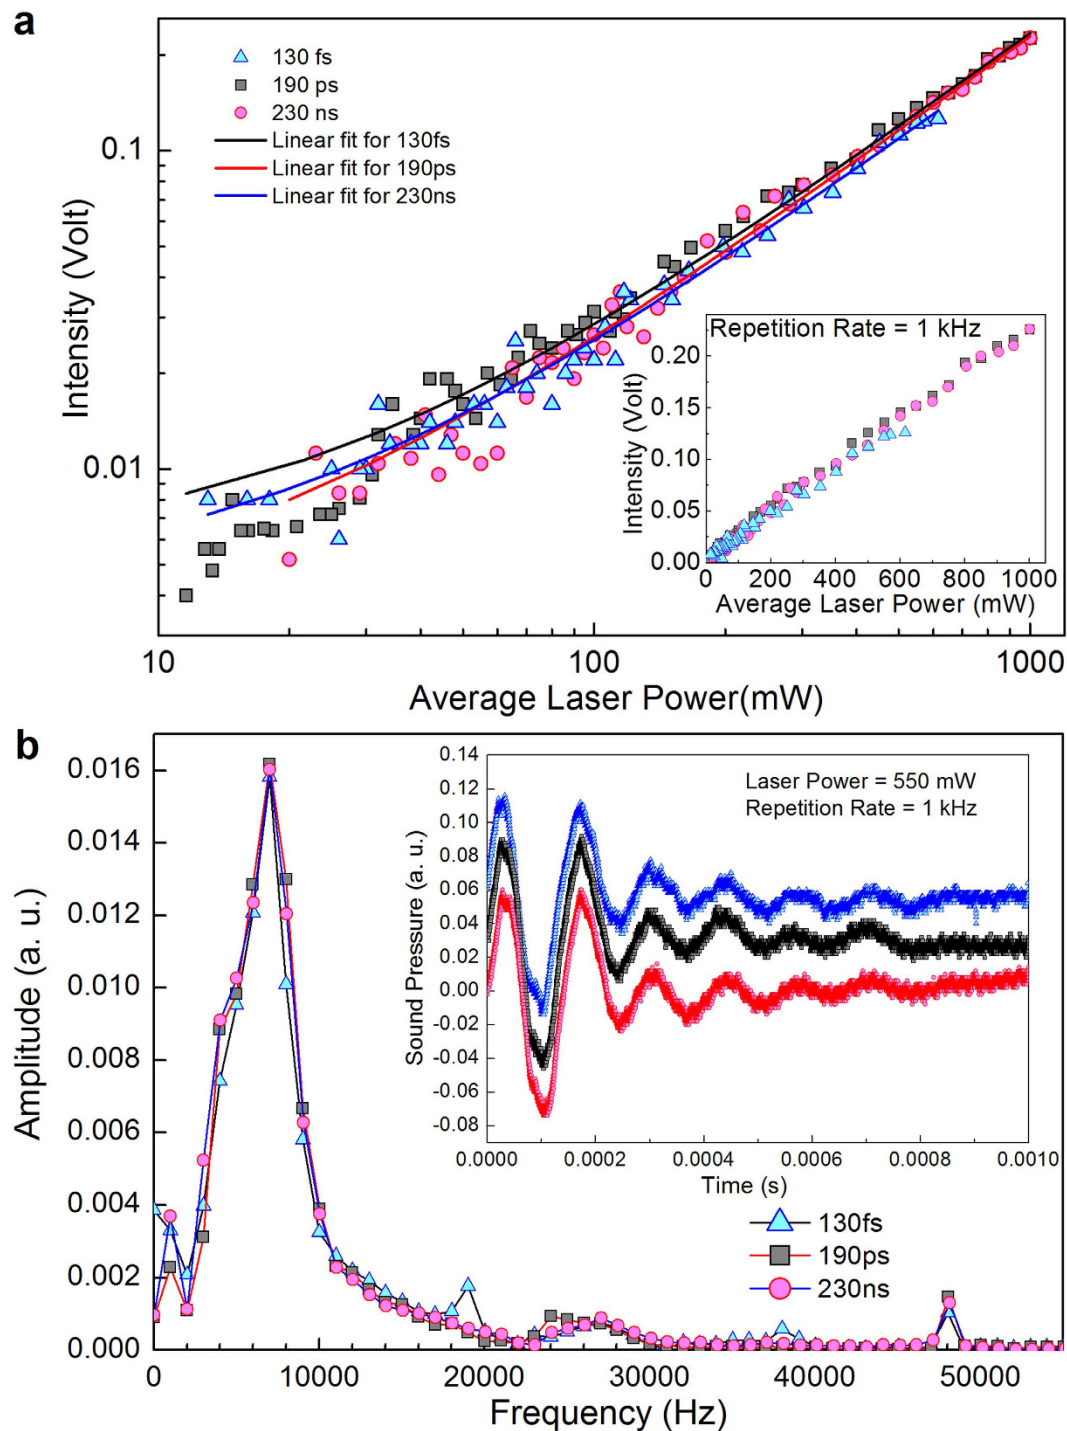 a
130 fs
190 ps
230 ns
Linear fit for 130fs
Linear fit for 190ps
Linear fit for 230ns
0.1
0.01
Intensity (Volt)
10
100
1000
Average Laser Power(mW)
Repetition Rate = 1 kHz
0.20
0.15
0.10
0.05
0.00
Intensity (Volt)
0
200
400
600
800
1000
Average Laser Power (mW)
b
0.016
0.014
0.012
0.010
0.008
0.006
0.004
0.002
0.000
Amplitude (a. u.)
0
10000
20000
30000
40000
50000
Frequency (Hz)
Laser Power = 550 mW
Repetition Rate = 1 kHz
0.14
0.12
0.10
0.08
0.06
0.04
0.02
0.00
-0.02
-0.04
-0.06
-0.08
Sound Pressure (a. u.)
0.0000
0.0002
0.0004
0.0006
0.0008
0.0010
Time (s)
130fs
190ps
230ns